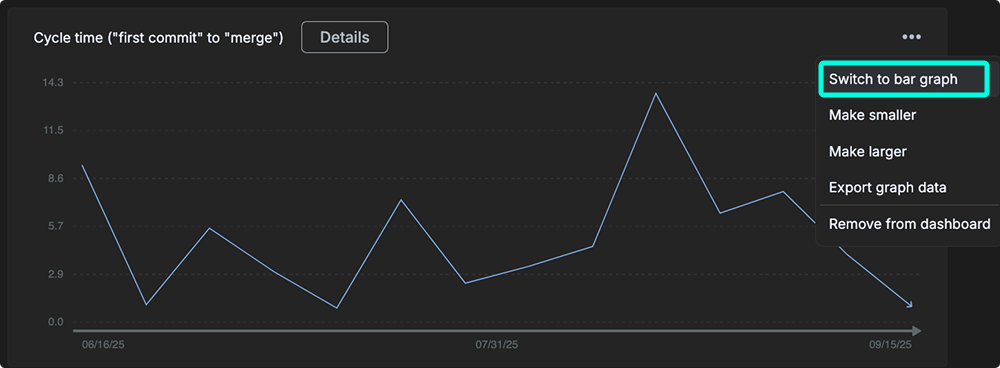 Cycle time ("first commit" to "merge") Details
Switch to bar graph
Make smaller
Make larger
Export graph data
Remove from dashboard
14.3
11.5
8.6
5.7
2.9
0.0
06/16/25 07/31/25 09/15/25